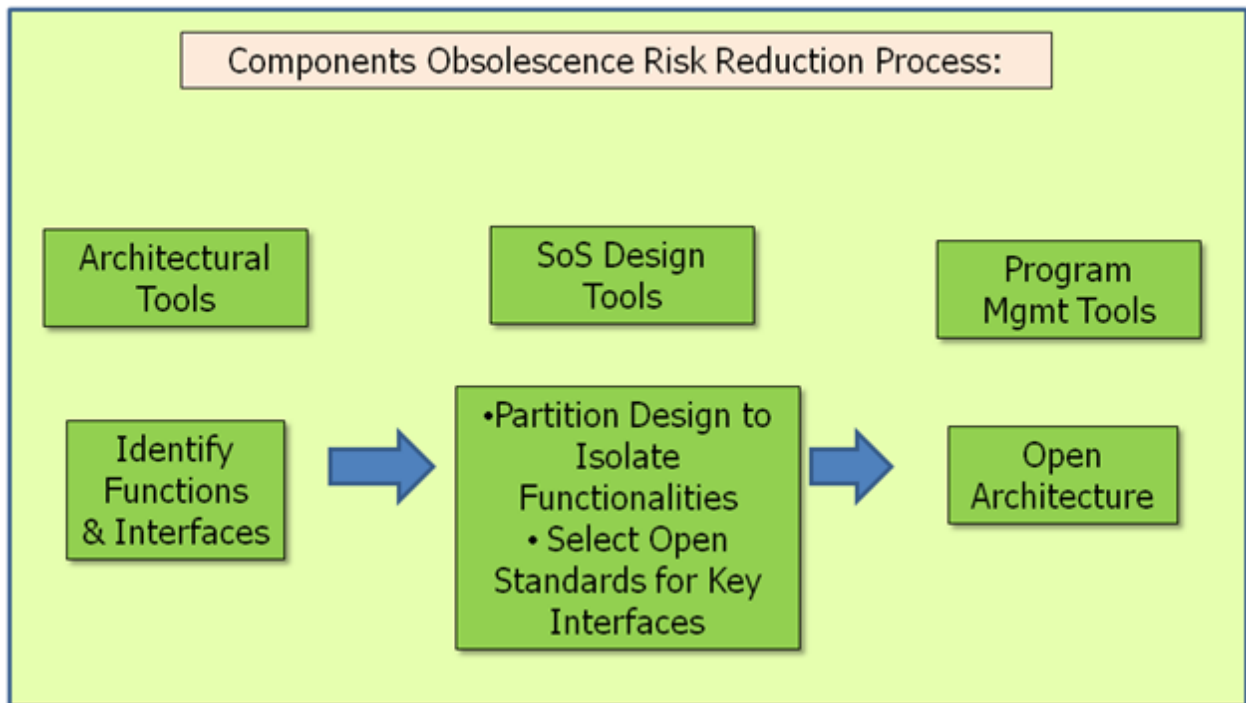 Components Obsolescence Risk Reduction Process:
Architectural
Tools
SoS Design
Tools
Program
Mgmt Tools
Identify
Functions
& Interfaces
•Partition Design to
Isolate
Functionalities
• Select Open
Standards for Key
Interfaces
Open
Architecture